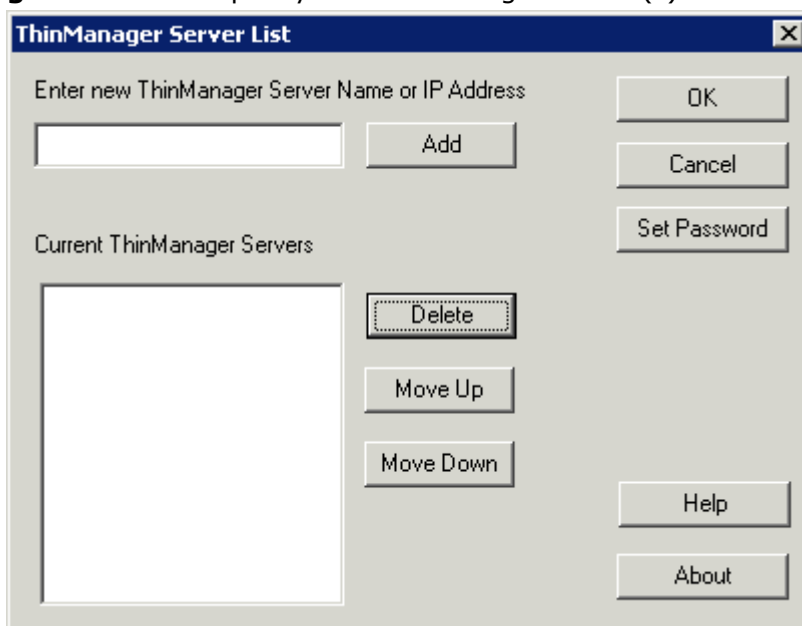 ThinManager Server List
Enter new ThinManager Server Name or IP Address
OK
Add
Cancel
Set Password
Current ThinManager Servers
Delete
Move Up
Move Down
Help
About